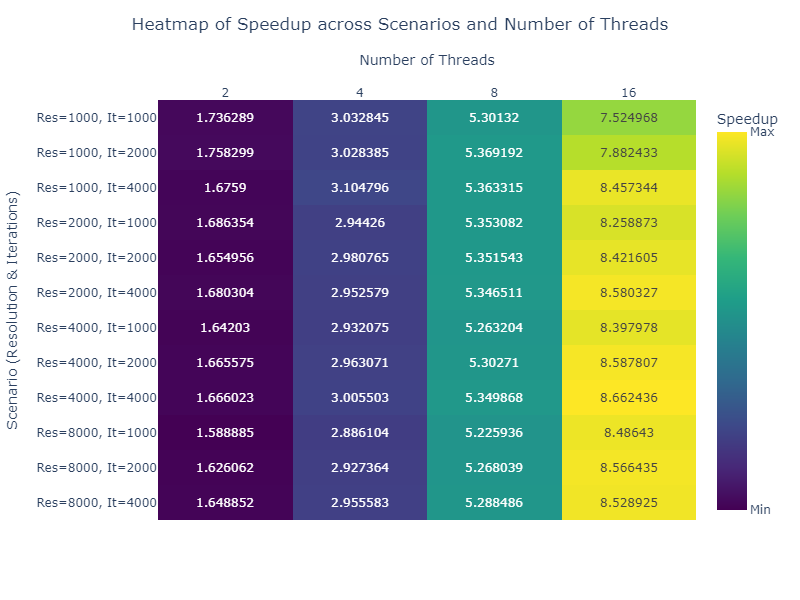 Heatmap of Speedup across Scenarios and Number of Threads
Number of Threads
2 4 8 16
Res=1000, It=1000 1.736289 3.032845 5.30132 7.524968
Res=1000, It=2000 1.758299 3.028385 5.369192 7.882433
Res=1000, It=4000 1.6759 3.104796 5.363315 8.457344
Res=2000, It=1000 1.686354 2.94426 5.353082 8.258873
Res=2000, It=2000 1.654956 2.980765 5.351543 8.421605
Res=2000, It=4000 1.680304 2.952579 5.346511 8.580327
Res=4000, It=1000 1.64203 2.932075 5.263204 8.397978
Res=4000, It=2000 1.665575 2.963071 5.30271 8.587807
Res=4000, It=4000 1.666023 3.005503 5.349868 8.662436
Res=8000, It=1000 1.588885 2.886104 5.225936 8.48643
Res=8000, It=2000 1.626062 2.927364 5.268039 8.566435
Res=8000, It=4000 1.648852 2.955583 5.288486 8.528925
Scenario (Resolution & Iterations)
Speedup
Max
Min